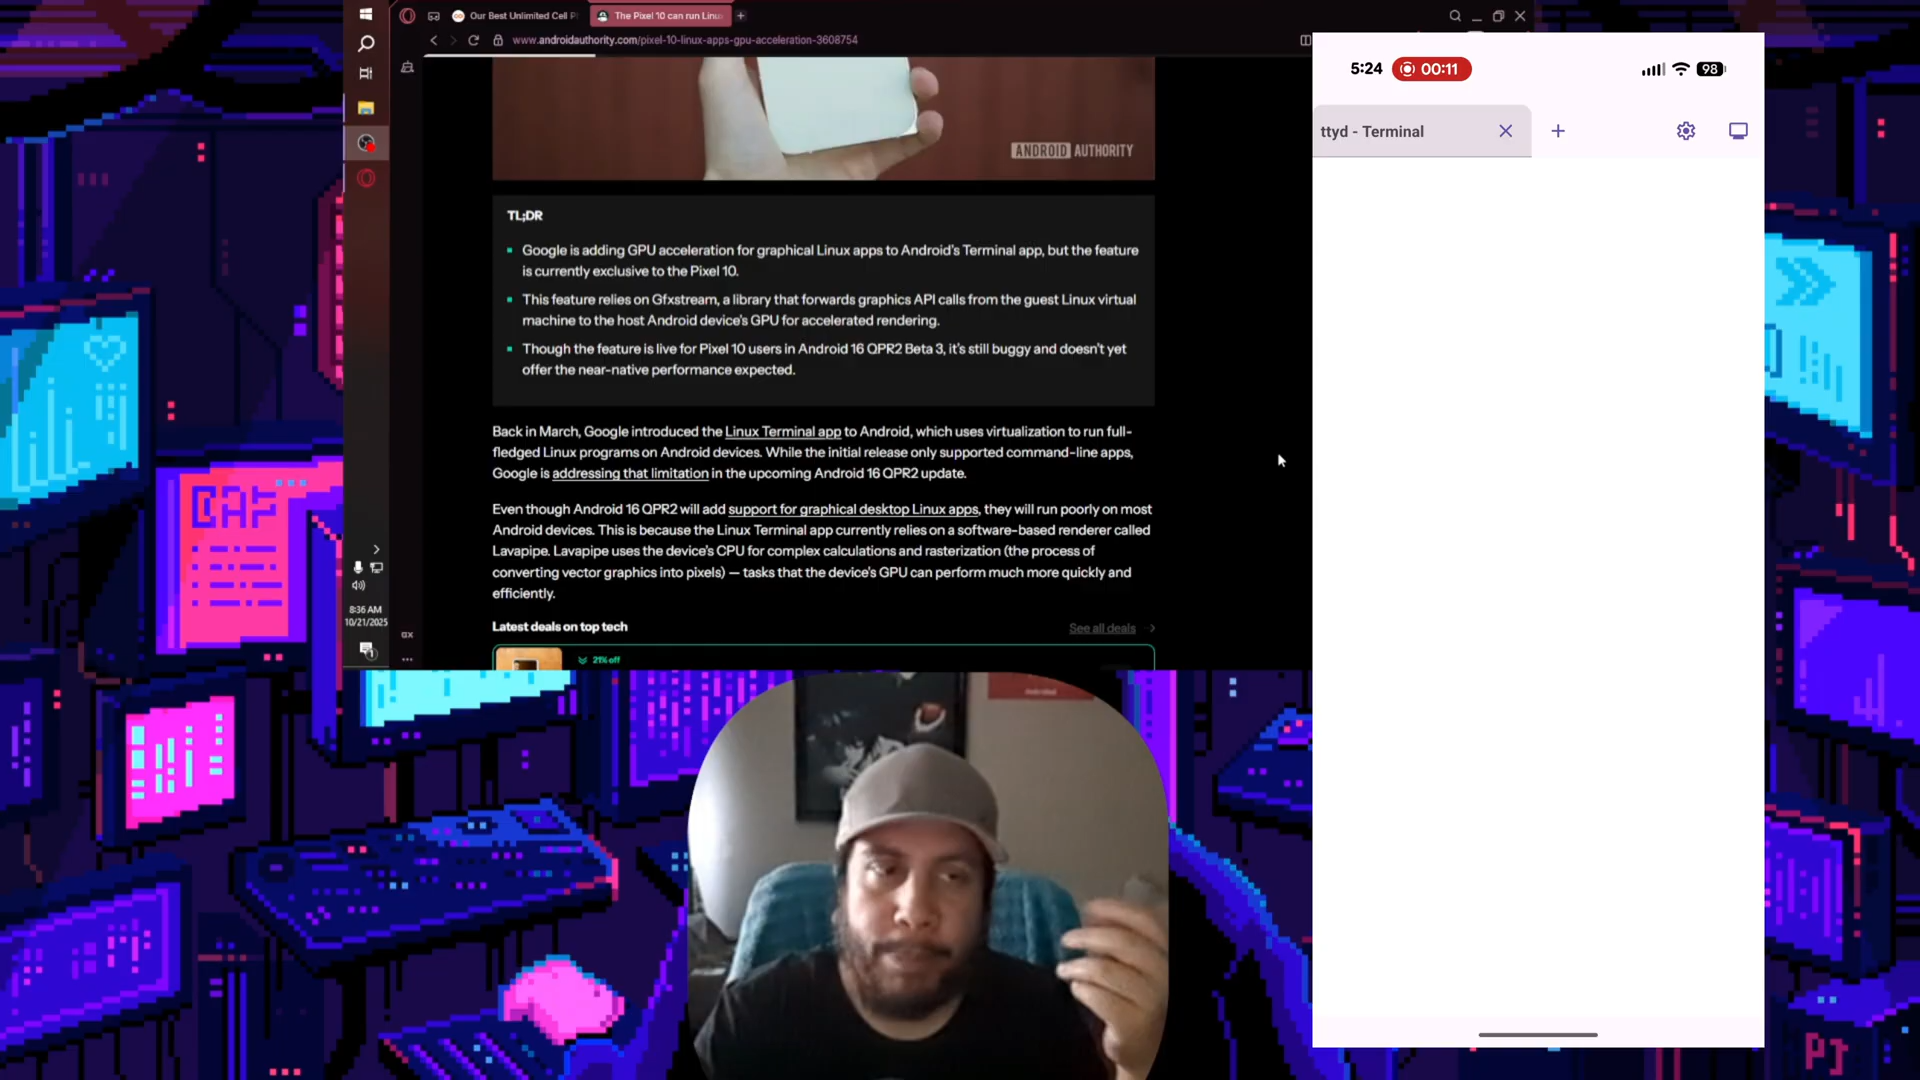 Our Best Unlimited Cell P
The Pixel 10 can run Linu
www.androidauthority.com/pixel-10-linux-apps-gpu-acceleration-3608754
ANDROID AUTHORITY
TL;DR
Google is adding GPU acceleration for graphical Linux apps to Android's Terminal app, but the feature
is currently exclusive to the Pixel 10.
This feature relies on Gfxstream, a library that forwards graphics API calls from the guest Linux virtual
machine to the host Android device's GPU for accelerated rendering.
Though the feature is live for Pixel 10 users in Android 16 QPR2 Beta 3, it's still buggy and doesn't yet
offer the near-native performance expected.
Back in March, Google introduced the Linux Terminal app to Android, which uses virtualization to run full-
fledged Linux programs on Android devices. While the initial release only supported command-line apps,
Google is addressing that limitation in the upcoming Android 16 QPR2 update.
Even though Android 16 QPR2 will add support for graphical desktop Linux apps, they will run poorly on most
Android devices. This is because the Linux Terminal app currently relies on a software-based renderer called
Lavapipe. Lavapipe uses the device's CPU for complex calculations and rasterization (the process of
converting vector graphics into pixels) — tasks that the device's GPU can perform much more quickly and
efficiently.
Latest deals on top tech
See all deals
21% off
8:36 AM
10/21/2025
5:24
00:11
98
ttyd - Terminal